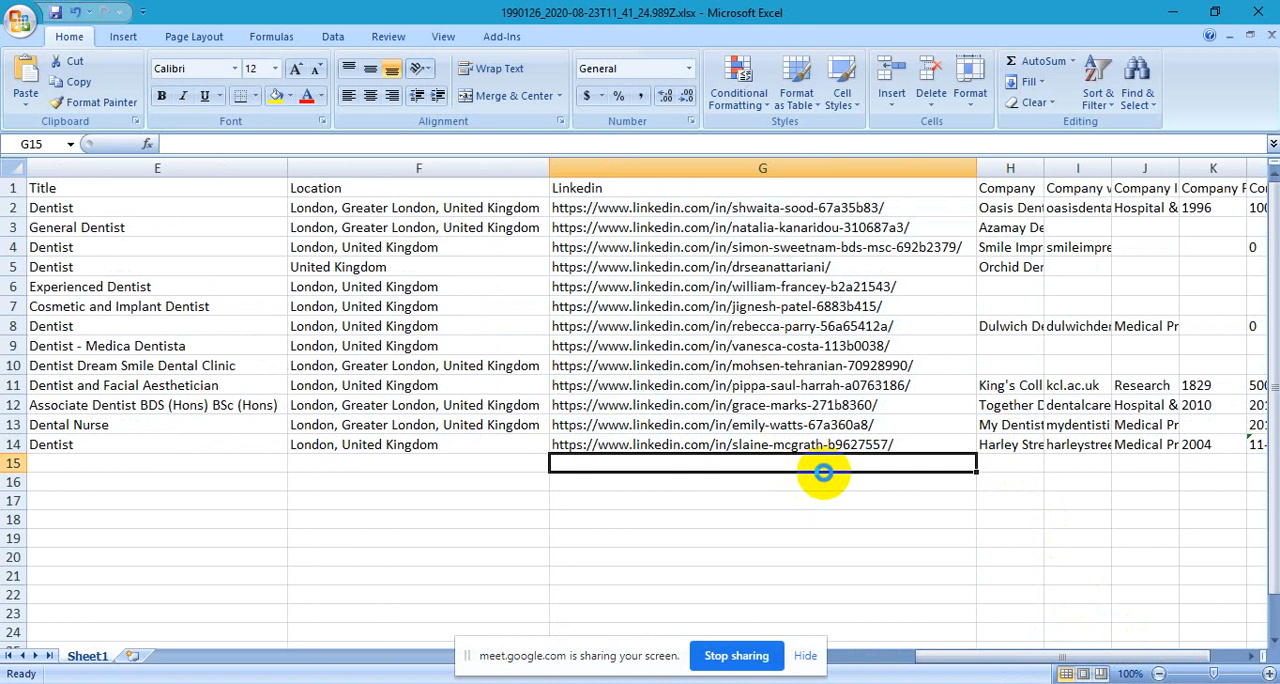 1990126_2020-08-23T11_41_24.989Z.xlsx - Microsoft Excel
Home Insert Page Layout Formulas Data Review View Add-Ins
Paste Cut Copy Format Painter Clipboard
Calibri 12 B I U A Font
Wrap Text Merge & Center Alignment
General $ % , Number
Conditional Formatting Format as Table Cell Styles Styles
Insert Delete Format Cells
Σ AutoSum Fill Clear Sort & Filter Find & Select Editing
G15 fx
E F G H I J K
1 Title Location Linkedin Company Company w Company I Company F Co
2 Dentist London, Greater London, United Kingdom https://www.linkedin.com/in/shwaita-sood-67a35b83/ Oasis Den oasisdenta Hospital & 1996 100
3 General Dentist London, Greater London, United Kingdom https://www.linkedin.com/in/natalia-kanaridou-310687a3/ Azamay De
4 Dentist London, United Kingdom https://www.linkedin.com/in/simon-sweetnam-bds-msc-692b2379/ Smile Impr smileimpre 0
5 Dentist United Kingdom https://www.linkedin.com/in/drseanattariani/ Orchid Der
6 Experienced Dentist London, United Kingdom https://www.linkedin.com/in/william-francey-b2a21543/
7 Cosmetic and Implant Dentist London, United Kingdom https://www.linkedin.com/in/jignesh-patel-6883b415/
8 Dentist London, United Kingdom https://www.linkedin.com/in/rebecca-parry-56a65412a/ Dulwich De dulwichder Medical Pr 0
9 Dentist - Medica Dentista London, United Kingdom https://www.linkedin.com/in/vanesca-costa-113b0038/
10 Dentist Dream Smile Dental Clinic London, Greater London, United Kingdom https://www.linkedin.com/in/mohsen-tehranian-70928990/
11 Dentist and Facial Aesthetician London, United Kingdom https://www.linkedin.com/in/pippa-saul-harrah-a0763186/ King's Coll kcl.ac.uk Research 1829 500
12 Associate Dentist BDS (Hons) BSc (Hons) London, Greater London, United Kingdom https://www.linkedin.com/in/grace-marks-271b8360/ Together D dentalcare Hospital & 2010 201
13 Dental Nurse London, Greater London, United Kingdom https://www.linkedin.com/in/emily-watts-67a360a8/ My Dentist mydentisti Medical Pr 201
14 Dentist London, United Kingdom https://www.linkedin.com/in/slaine-mcgrath-b9627557/ Harley Stre harleystree Medical Pr 2004 11-
15
16
17
18
19
20
21
22
23
24
meet.google.com is sharing your screen. Stop sharing Hide
Sheet1
Ready 100%